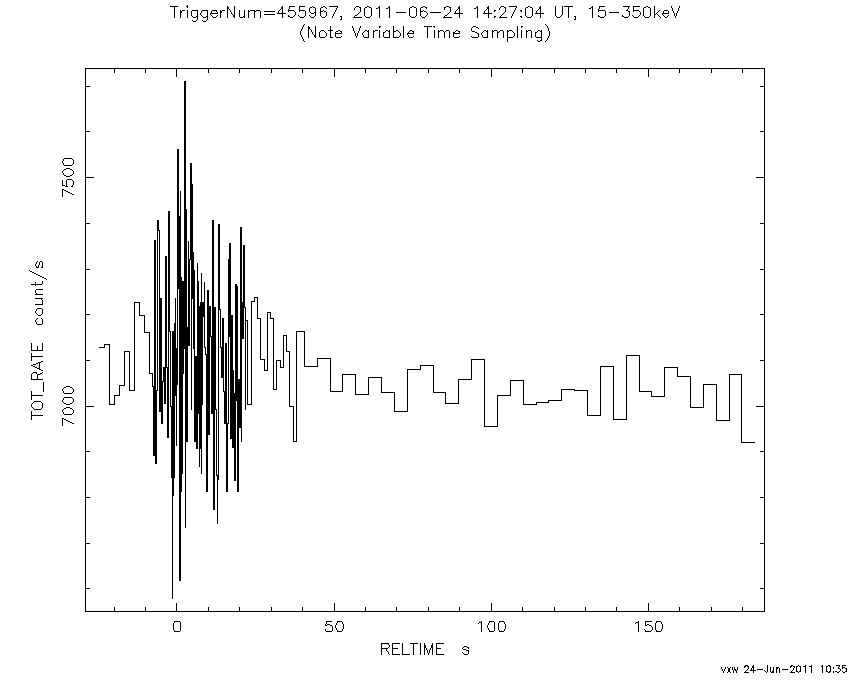 TriggerNum=455967, 2011-06-24 14:27:04 UT, 15-350keV
(Note Variable Time Sampling)
7500
7000
TOT_RATE count/s
0 50 100 150
RELTIME s
vxw 24-Jun-2011 10:35